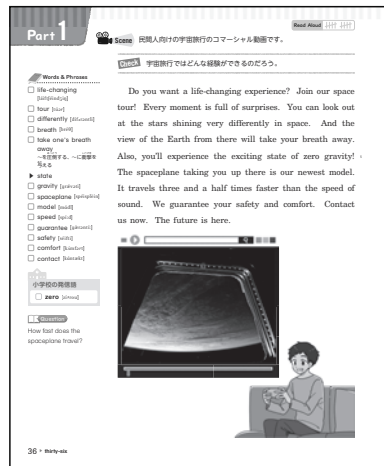 Part 1
Read Aloud
Scene 民間人向けの宇宙旅行のコマーシャル動画です。
Check 宇宙旅行ではどんな経験ができるのだろう。
Words & Phrases
life-changing
tour
differently
breath
take one's breath
away
～を圧倒する、～に衝撃を
与える
state
gravity
spaceplane
model
speed
guarantee
safety
comfort
contact
小学校の発信語
zero
Question
How fast does the
spaceplane travel?
Do you want a life-changing experience? Join our space
tour! Every moment is full of surprises. You can look out
at the stars shining very differently in space. And the
view of the Earth from there will take your breath away.
Also, you'll experience the exciting state of zero gravity!
The spaceplane taking you up there is our newest model.
It travels three and a half times faster than the speed of
sound. We guarantee your safety and comfort. Contact
us now. The future is here.
36 thirty-six